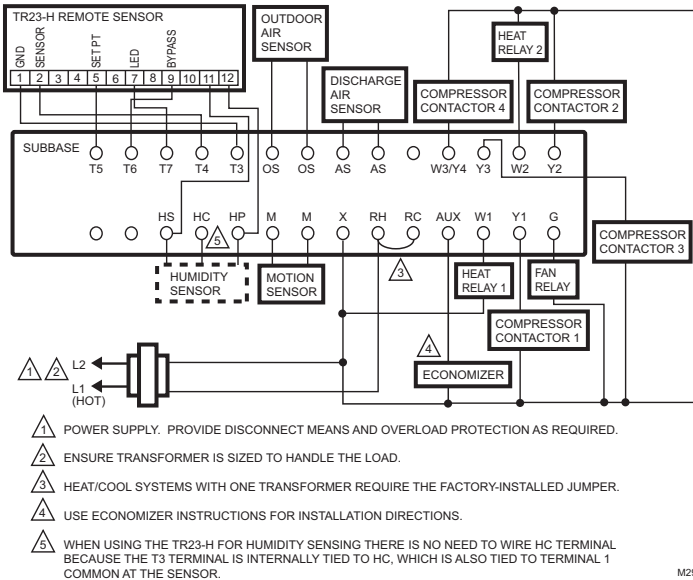 TR23-H REMOTE SENSOR
GND
SENSOR
SET PT
LED
BYPASS
1 2 3 4 5 6 7 8 9 10 11 12
OUTDOOR
AIR
SENSOR
DISCHARGE
AIR
SENSOR
COMPRESSOR
CONTACTOR 4
HEAT
RELAY 2
COMPRESSOR
CONTACTOR 2
SUBBASE
T5 T6 T7 T4 T3 OS OS AS AS W3/Y4 Y3 W2 Y2
HS HC HP M M X RH RC AUX W1 Y1 G
5
3
HUMIDITY
SENSOR
MOTION
SENSOR
HEAT
RELAY 1
FAN
RELAY
COMPRESSOR
CONTACTOR 3
COMPRESSOR
CONTACTOR 1
4
ECONOMIZER
1 2 L2
L1
(HOT)
1 POWER SUPPLY. PROVIDE DISCONNECT MEANS AND OVERLOAD PROTECTION AS REQUIRED.
2 ENSURE TRANSFORMER IS SIZED TO HANDLE THE LOAD.
3 HEAT/COOL SYSTEMS WITH ONE TRANSFORMER REQUIRE THE FACTORY-INSTALLED JUMPER.
4 USE ECONOMIZER INSTRUCTIONS FOR INSTALLATION DIRECTIONS.
5 WHEN USING THE TR23-H FOR HUMIDITY SENSING THERE IS NO NEED TO WIRE HC TERMINAL
BECAUSE THE T3 TERMINAL IS INTERNALLY TIED TO HC, WHICH IS ALSO TIED TO TERMINAL 1
COMMON AT THE SENSOR.